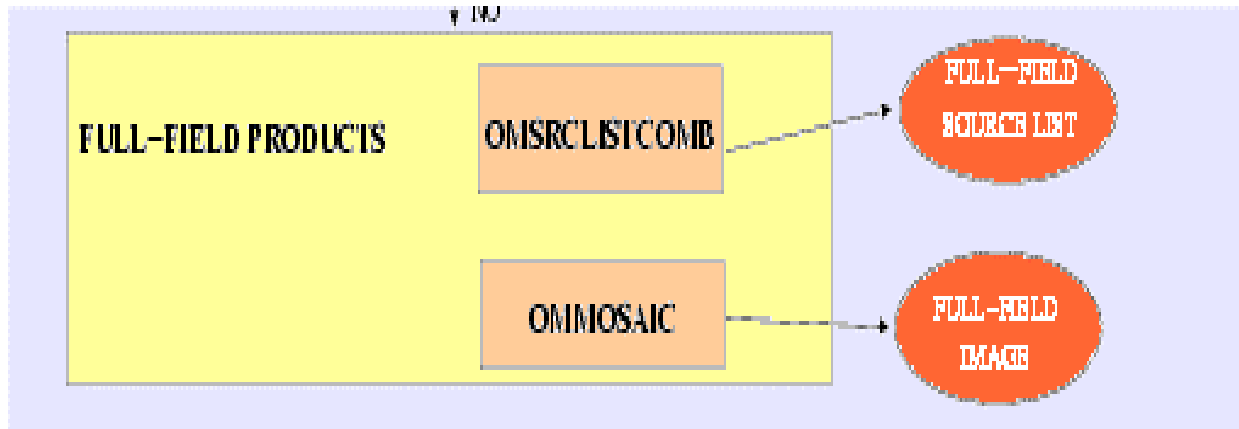 NO
FULL-FIELD PRODUCTS
OMSRCLISTCOMB
FULL-FIELD
SOURCE LIST
OMMOSAIC
FULL-FIELD
IMAGE